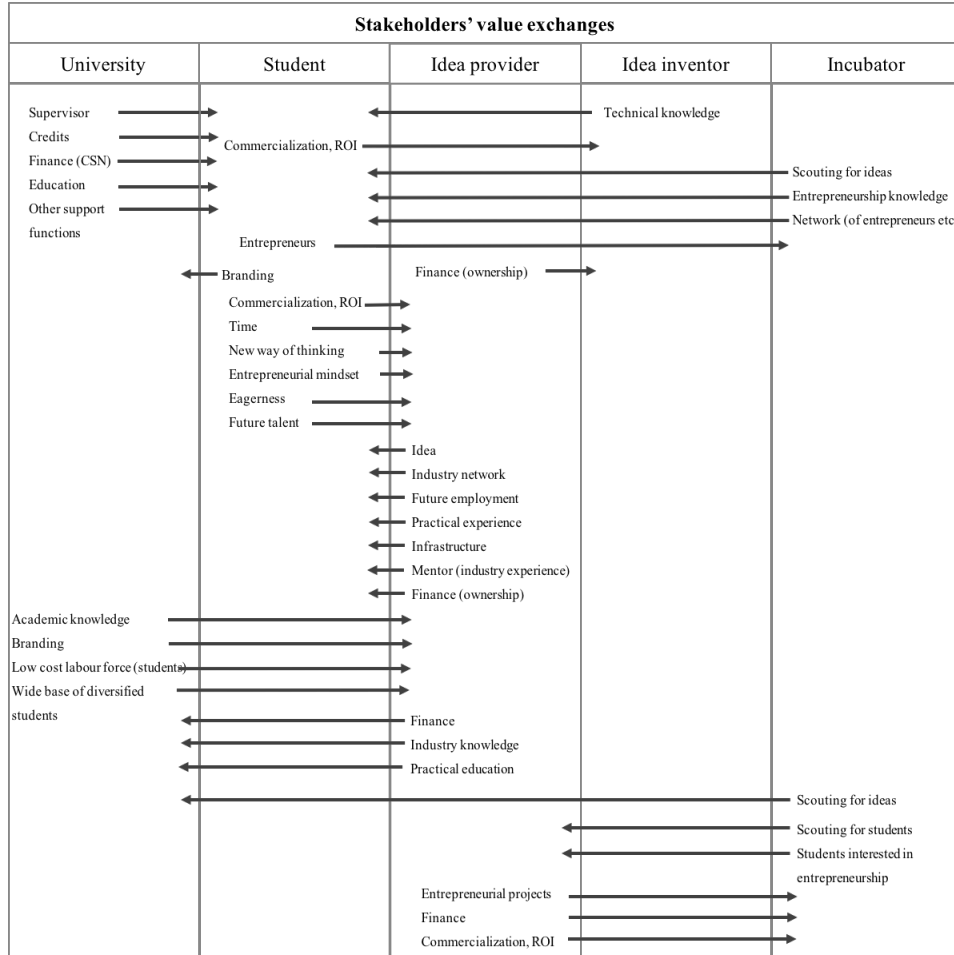 Stakeholders’ value exchanges
University Student Idea provider Idea inventor Incubator
Supervisor Technical knowledge
Credits
Commercialization, ROI
Finance (CSN)
Scouting for ideas
Education
Entrepreneurship knowledge
Other support
functions
Network (of entrepreneurs etc
Entrepreneurs
Branding Finance (ownership)
Commercialization, ROI
Time
New way of thinking
Entrepreneurial mindset
Eagerness
Future talent
Idea
Industry network
Future employment
Practical experience
Infrastructure
Mentor (industry experience)
Finance (ownership)
Academic knowledge
Branding
Low cost labour force (students)
Wide base of diversified
students
Finance
Industry knowledge
Practical education
Scouting for ideas
Scouting for students
Students interested in
entrepreneurship
Entrepreneurial projects
Finance
Commercialization, ROI